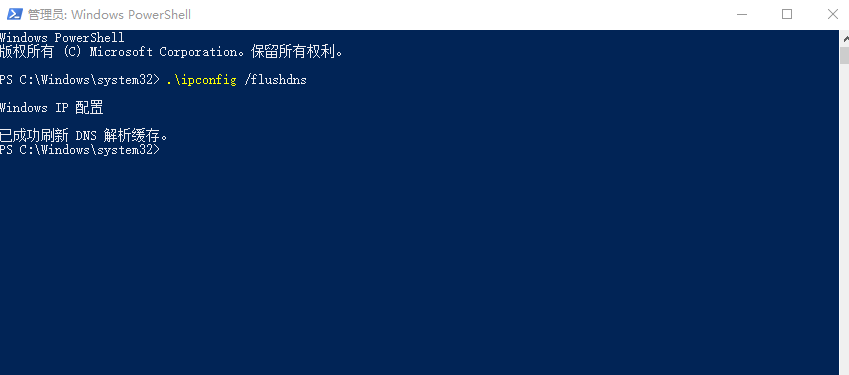 管理员: Windows PowerShell
Windows PowerShell
版权所有 (C) Microsoft Corporation。保留所有权利。
PS C:\Windows\system32> .\ipconfig /flushdns
Windows IP 配置
已成功刷新 DNS 解析缓存。
PS C:\Windows\system32>